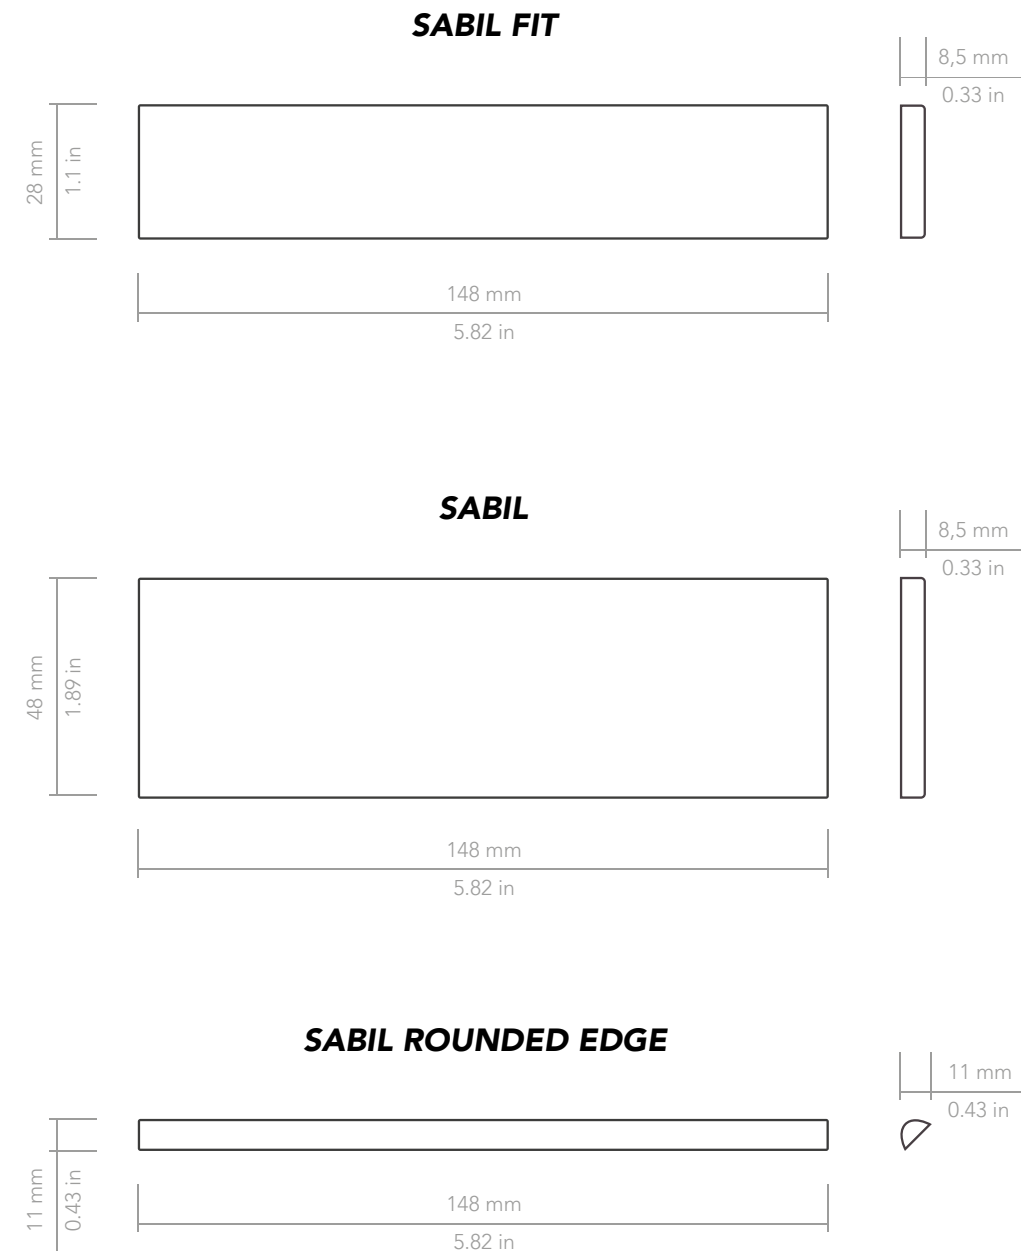 SABIL FIT
8,5 mm
0.33 in
28 mm
1.1 in
148 mm
5.82 in
SABIL
8,5 mm
0.33 in
48 mm
1.89 in
148 mm
5.82 in
SABIL ROUNDED EDGE
11 mm
0.43 in
11 mm
0.43 in
148 mm
5.82 in